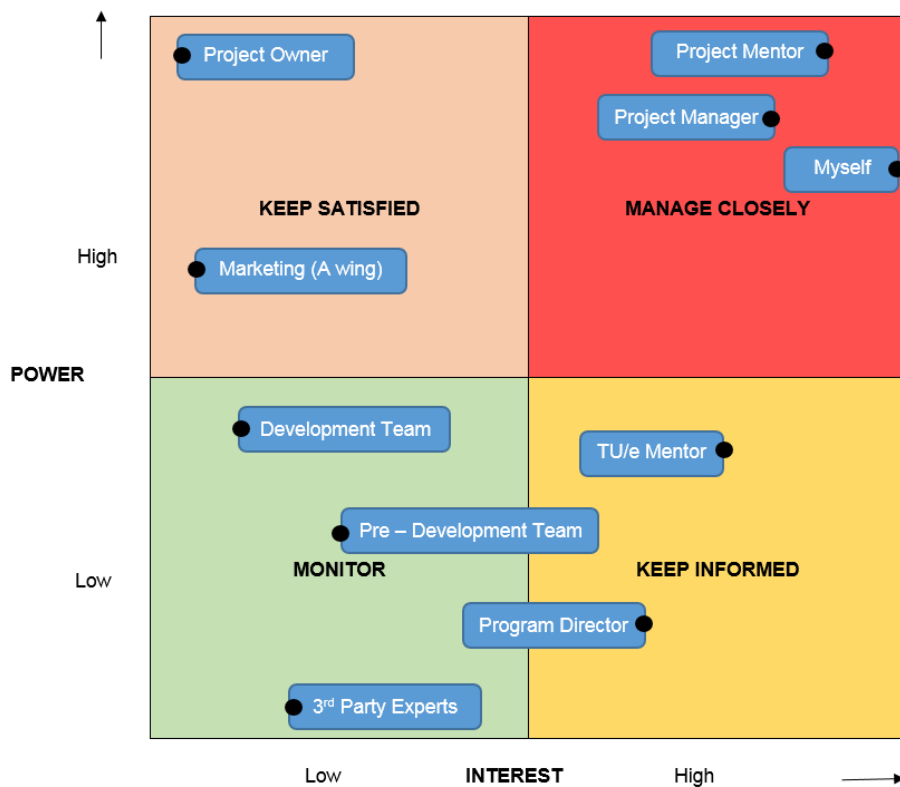 Project Owner
Project Mentor
Project Manager
Myself
KEEP SATISFIED
MANAGE CLOSELY
High
Marketing (A wing)
POWER
Development Team
TU/e Mentor
Pre – Development Team
MONITOR
KEEP INFORMED
Low
Program Director
3rd Party Experts
Low
INTEREST
High